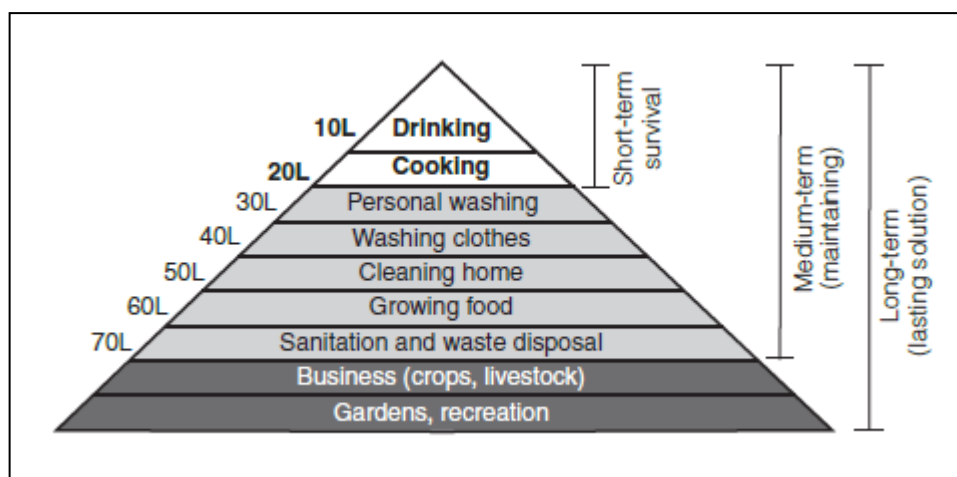 10L Drinking
20L Cooking
30L Personal washing
40L Washing clothes
50L Cleaning home
60L Growing food
70L Sanitation and waste disposal
Business (crops, livestock)
Gardens, recreation
Short-term
survival
Medium-term
(maintaining)
Long-term
(lasting solution)